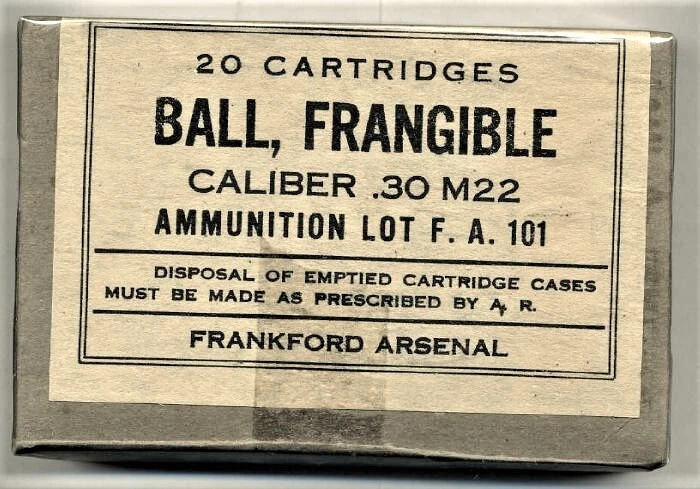 20 CARTRIDGES
BALL, FRANGIBLE
CALIBER .30 M22
AMMUNITION LOT F. A. 101
DISPOSAL OF EMPTIED CARTRIDGE CASES
MUST BE MADE AS PRESCRIBED BY A. R.
FRANKFORD ARSENAL